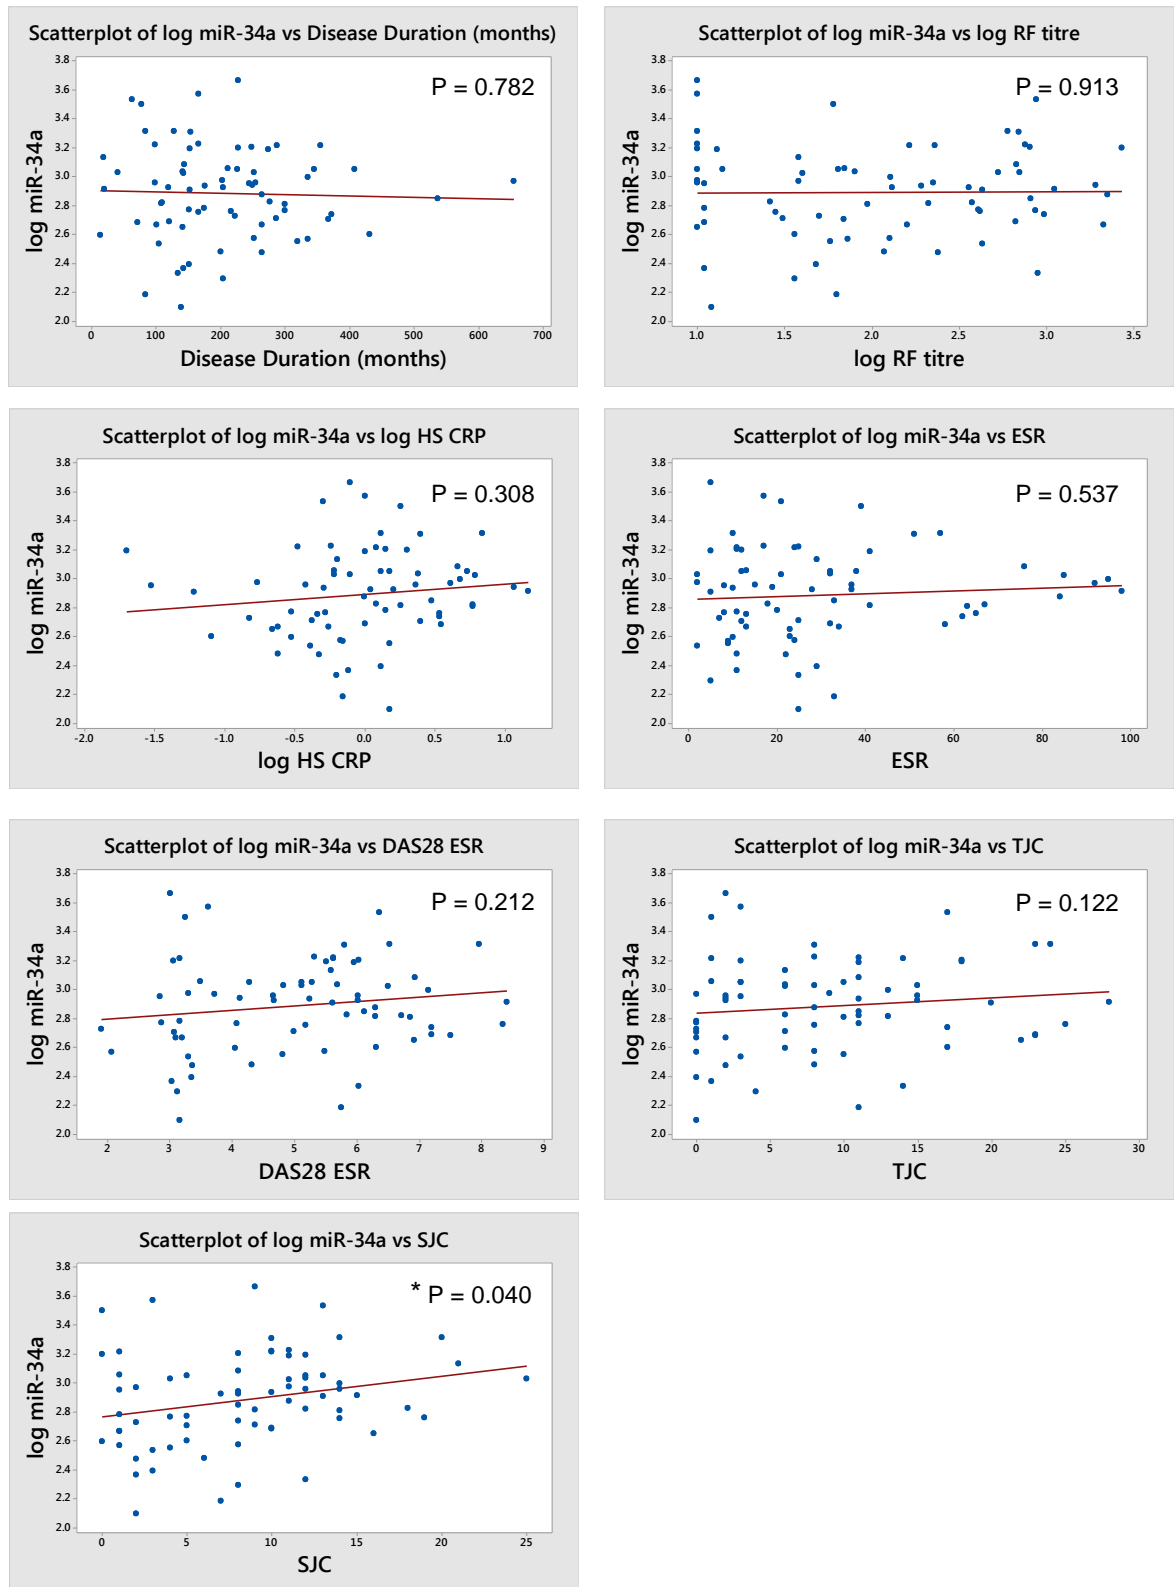 Scatterplot of log miR-34a vs Disease Duration (months)
P = 0.782
log miR-34a
3.8
3.6
3.4
3.2
3.0
2.8
2.6
2.4
2.2
2.0
0 100 200 300 400 500 600 700
Disease Duration (months)
Scatterplot of log miR-34a vs log RF titre
P = 0.913
log miR-34a
3.8
3.6
3.4
3.2
3.0
2.8
2.6
2.4
2.2
2.0
1.0 1.5 2.0 2.5 3.0 3.5
log RF titre
Scatterplot of log miR-34a vs log HS CRP
P = 0.308
log miR-34a
3.8
3.6
3.4
3.2
3.0
2.8
2.6
2.4
2.2
2.0
-2.0 -1.5 -1.0 -0.5 0.0 0.5 1.0
log HS CRP
Scatterplot of log miR-34a vs ESR
P = 0.537
log miR-34a
3.8
3.6
3.4
3.2
3.0
2.8
2.6
2.4
2.2
2.0
0 20 40 60 80 100
ESR
Scatterplot of log miR-34a vs DAS28 ESR
P = 0.212
log miR-34a
3.8
3.6
3.4
3.2
3.0
2.8
2.6
2.4
2.2
2.0
2 3 4 5 6 7 8 9
DAS28 ESR
Scatterplot of log miR-34a vs TJC
P = 0.122
log miR-34a
3.8
3.6
3.4
3.2
3.0
2.8
2.6
2.4
2.2
2.0
0 5 10 15 20 25 30
TJC
Scatterplot of log miR-34a vs SJC
* P = 0.040
log miR-34a
3.8
3.6
3.4
3.2
3.0
2.8
2.6
2.4
2.2
2.0
0 5 10 15 20 25
SJC